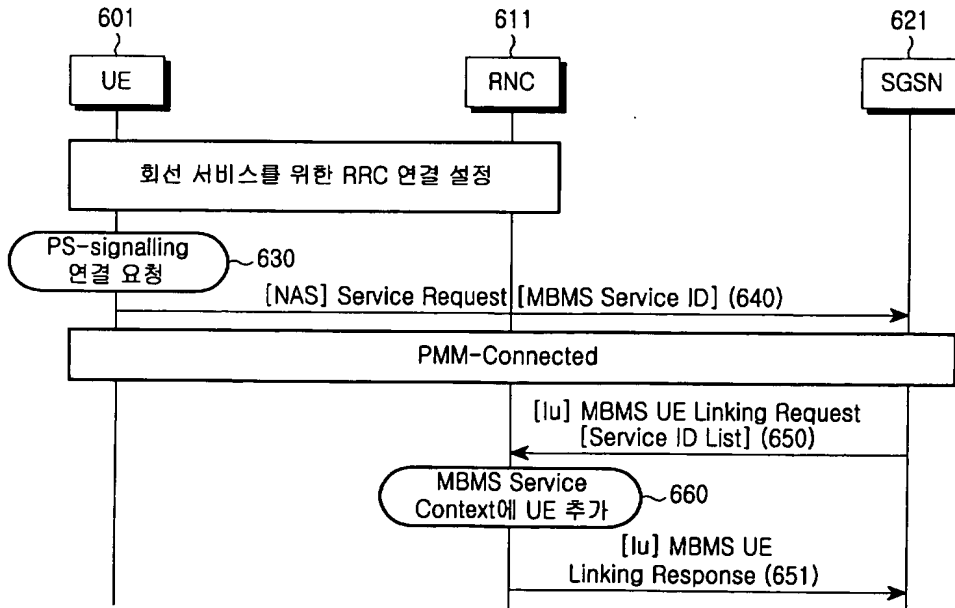 601
611
621
UE
RNC
SGSN
회선 서비스를 위한 RRC 연결 설정
PS-signalling
연결 요청
630
[NAS] Service Request [MBMS Service ID] (640)
PMM-Connected
[Iu] MBMS UE Linking Request
[Service ID List] (650)
MBMS Service
Context에 UE 추가
660
[Iu] MBMS UE
Linking Response (651)